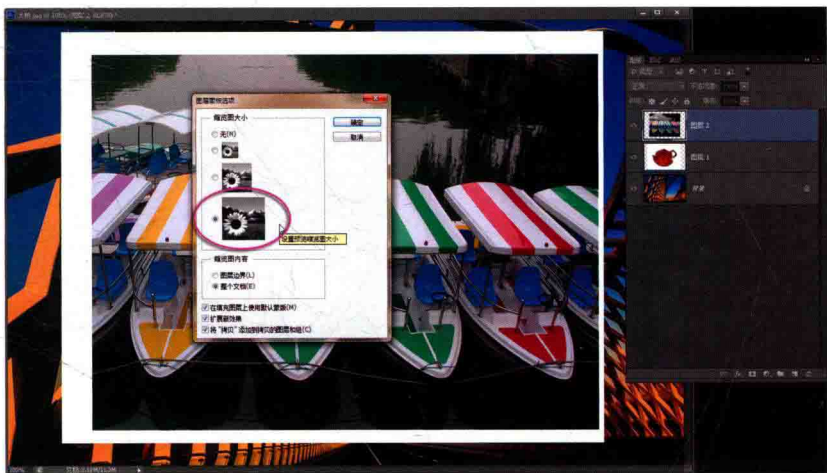 图层面板选项
缩览图大小
无(N)
确定
取消
设置预览缩览图大小
缩览图内容
图层边界(L)
整个文档(E)
在填充图层上使用默认蒙版(M)
扩展新效果
将“拷贝”添加到拷贝的图层和组(C)
图层 2
图层 1
背景